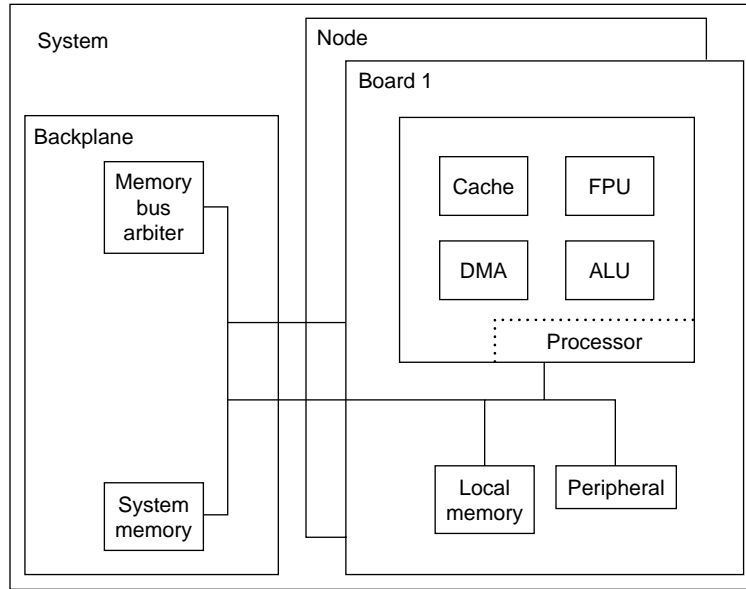 System
Node
Board 1
Backplane
Memory
bus
arbiter
Cache
FPU
DMA
ALU
Processor
System
memory
Local
memory
Peripheral